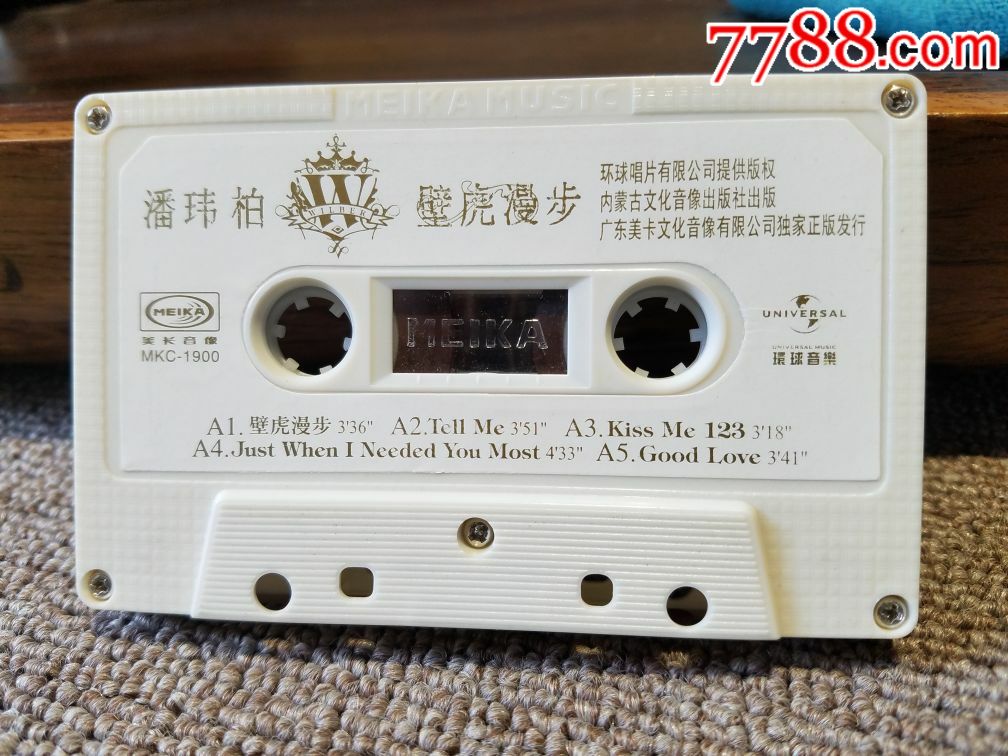 7788.com
MEIKA MUSIC
潘玮柏
W
WILBER
壁虎漫步
环球唱片有限公司提供版权
内蒙古文化音像出版社出版
广东美卡文化音像有限公司独家正版发行
MEIKA
美卡音像
MKC-1900
MEIKA
UNIVERSAL
UNIVERSAL MUSIC
環球音樂
A1.壁虎漫步 3'36" A2.Tell Me 3'51" A3.Kiss Me 123 3'18"
A4.Just When I Needed You Most 4'33" A5.Good Love 3'41"